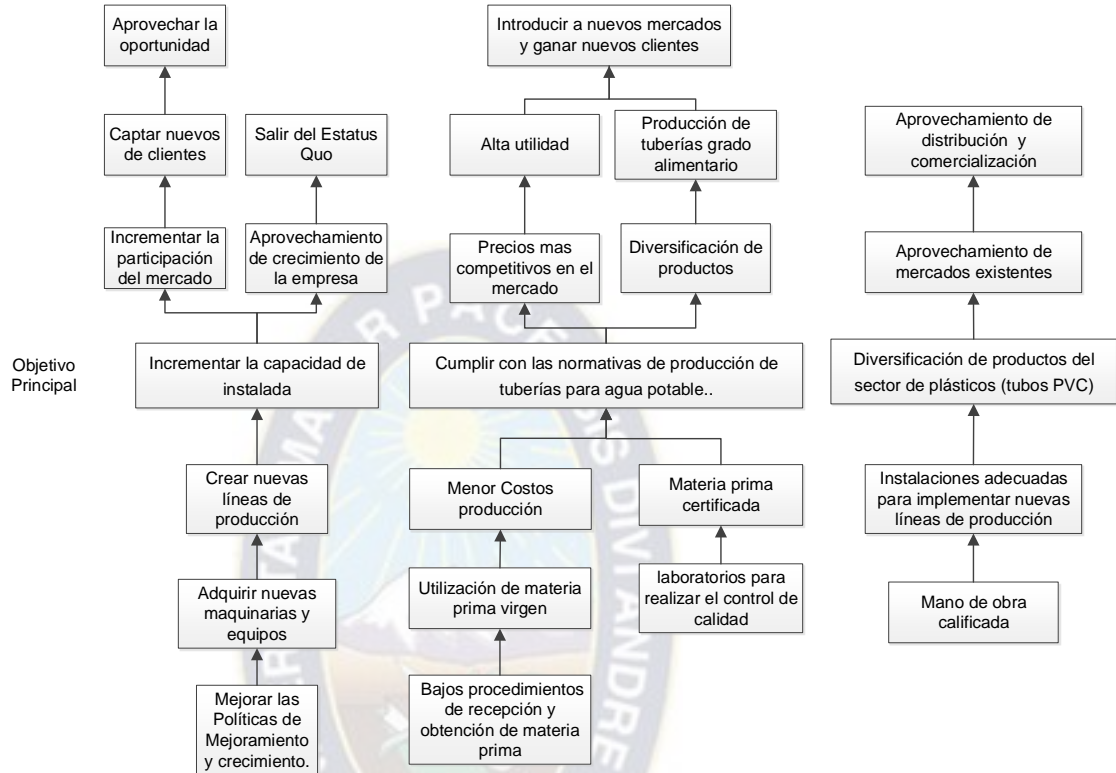 Aprovechar la
oportunidad
Introducir a nuevos mercados
y ganar nuevos clientes
Captar nuevos
de clientes
Salir del Estatus
Quo
Alta utilidad
Producción de
tuberías grado
alimentario
Aprovechamiento de
distribución y
comercialización
Incrementar la
participación
del mercado
Aprovechamiento
de crecimiento de
la empresa
Precios mas
competitivos en el
mercado
Diversificación de
productos
Aprovechamiento de
mercados existentes
Objetivo
Principal
Incrementar la capacidad de
instalada
Cumplir con las normativas de producción de
tuberías para agua potable..
Diversificación de productos del
sector de plásticos (tubos PVC)
Crear nuevas
líneas de
producción
Menor Costos
producción
Materia prima
certificada
Instalaciones adecuadas
para implementar nuevas
líneas de producción
Adquirir nuevas
maquinarias y
equipos
Utilización de materia
prima virgen
laboratorios para
realizar el control de
calidad
Mano de obra
calificada
Mejorar las
Políticas de
Mejoramiento
y crecimiento.
Bajos procedimientos
de recepción y
obtención de materia
prima